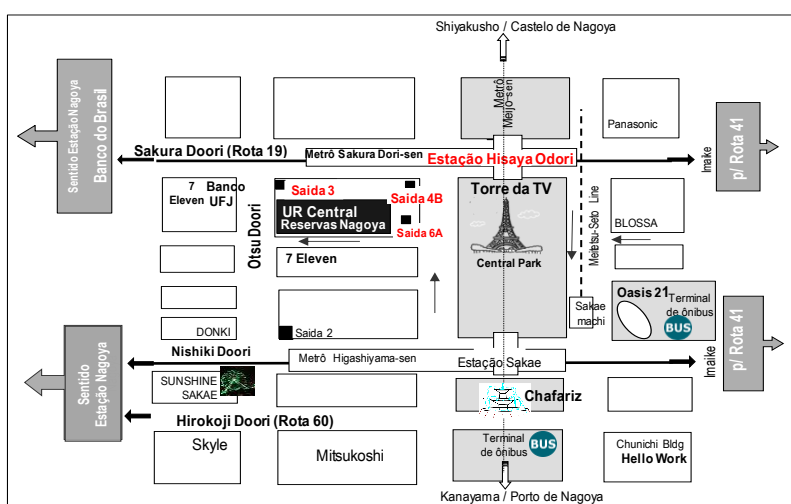 Shiyakusho / Castelo de Nagoya
Sentido Estação Nagoya
Banco do Brasil
Metrô
Meijo-sen
Panasonic
Imake
p/ Rota 41
Sakura Doori (Rota 19)
Metrô Sakura Dori-sen
Estação Hisaya Odori
7
Eleven
Banco
UFJ
Otsu Doori
Saida 3
Saida 4B
UR Central
Reservas Nagoya
Saida 6A
Torre da TV
Central Park
Meitetsu-Seto Line
BLOSSA
7 Eleven
Oasis 21
Terminal
de ônibus
BUS
Sakae
machi
DONKI
Saida 2
Nishiki Doori
Metrô Higashiyama-sen
Estação Sakae
Imaike
p/ Rota 41
Sentido
Estação Nagoya
SUNSHINE
SAKAE
Chafariz
Hirokoji Doori (Rota 60)
Skyle
Mitsukoshi
Terminal
de ônibus
BUS
Chunichi Bldg
Hello Work
Kanayama / Porto de Nagoya